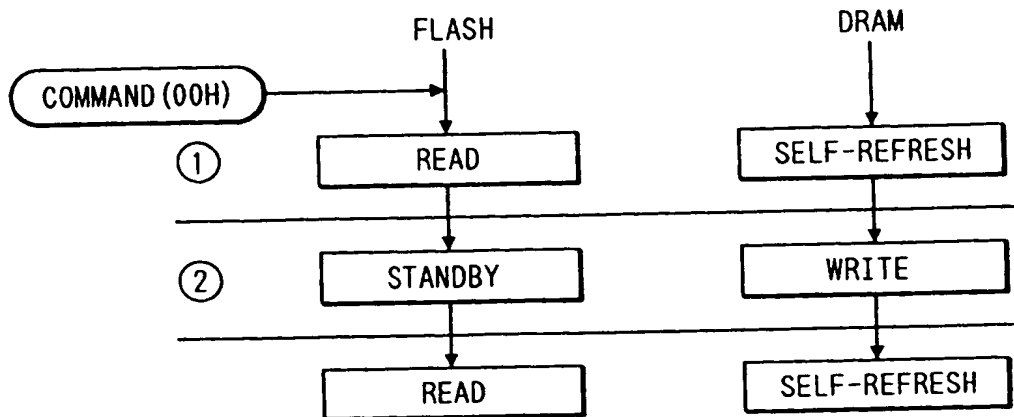 FLASH DRAM
COMMAND(00H)
① READ SELF-REFRESH
② STANDBY WRITE
READ SELF-REFRESH